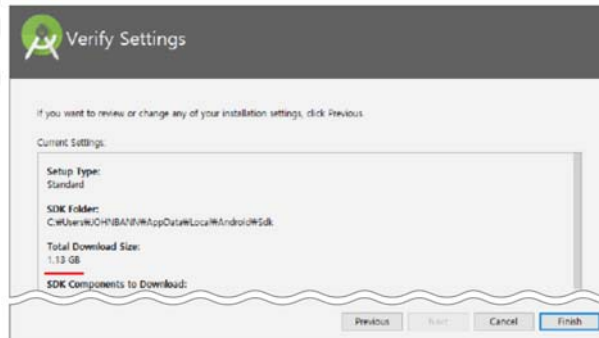 Verify Settings
If you want to review or change any of your installation settings, click Previous.
Current Settings:
Setup Type:
Standard
SDK Folder:
C:₩Users₩JOHNBANN₩AppData₩Local₩Android₩Sdk
Total Download Size:
1.13 GB
SDK Components to Download:
Previous Next Cancel Finish